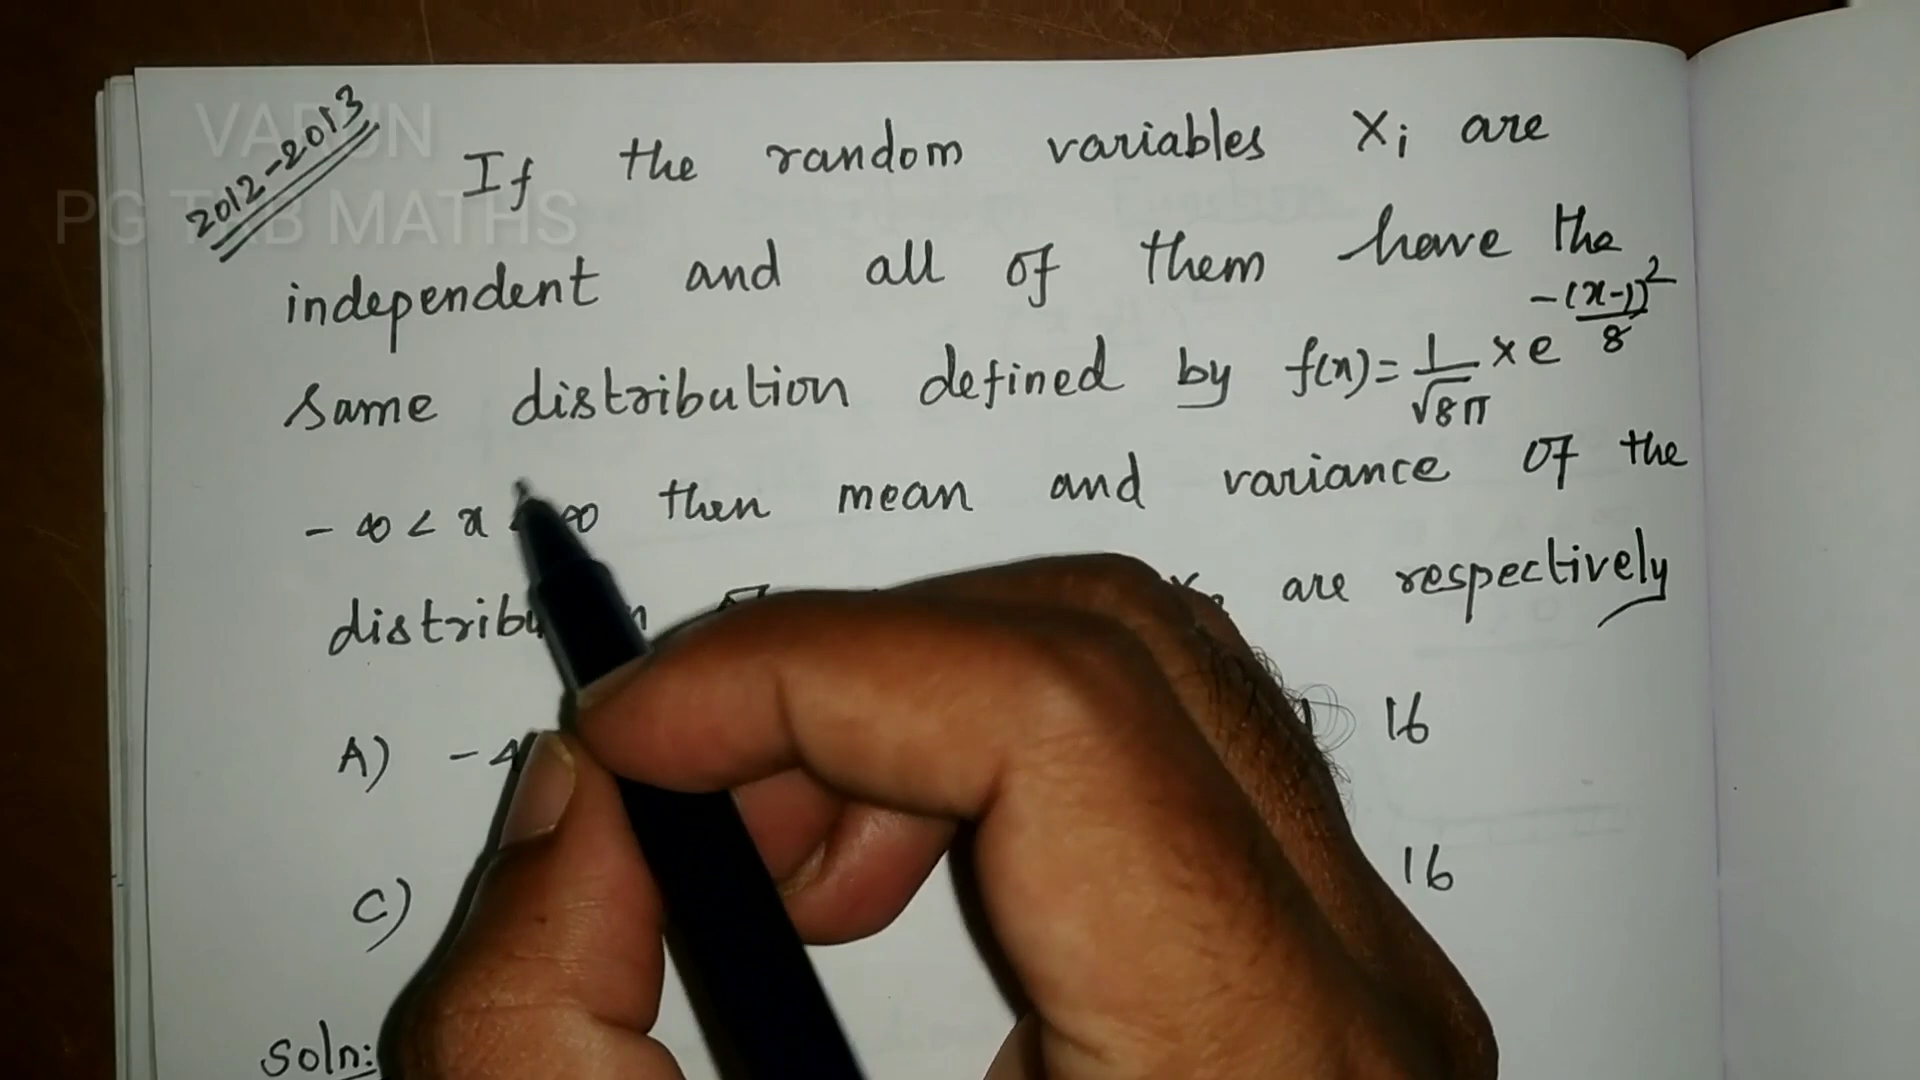 VARUN
PG TRB MATHS
2012-2013
If the random variables Xi are
independent and all of them have the
same distribution defined by f(x)= 1/√8π × e^-(x-1)²/8
-∞ < x < ∞ then mean and variance of the
are respectively
A) -4 16
C) 16
Soln: